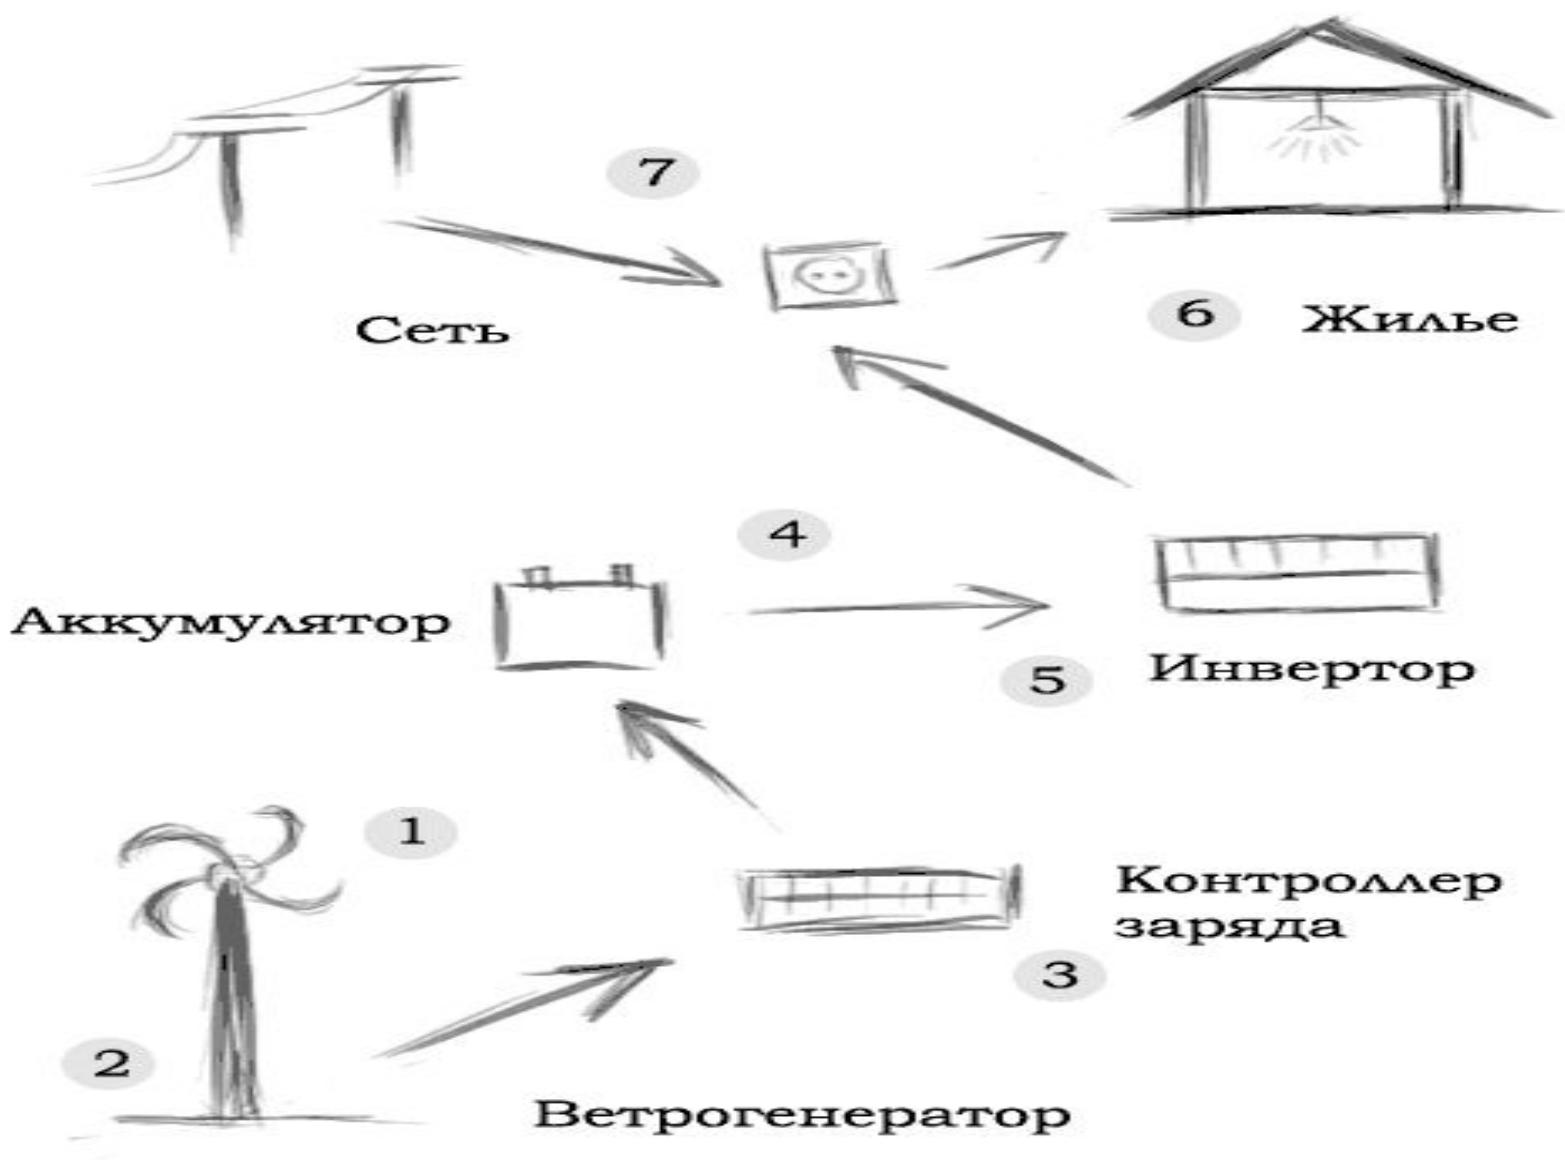 7
Сеть
6
Жилье
4
Аккумулятор
5
Инвертор
1
Контроллер
заряда
3
2
Ветрогенератор